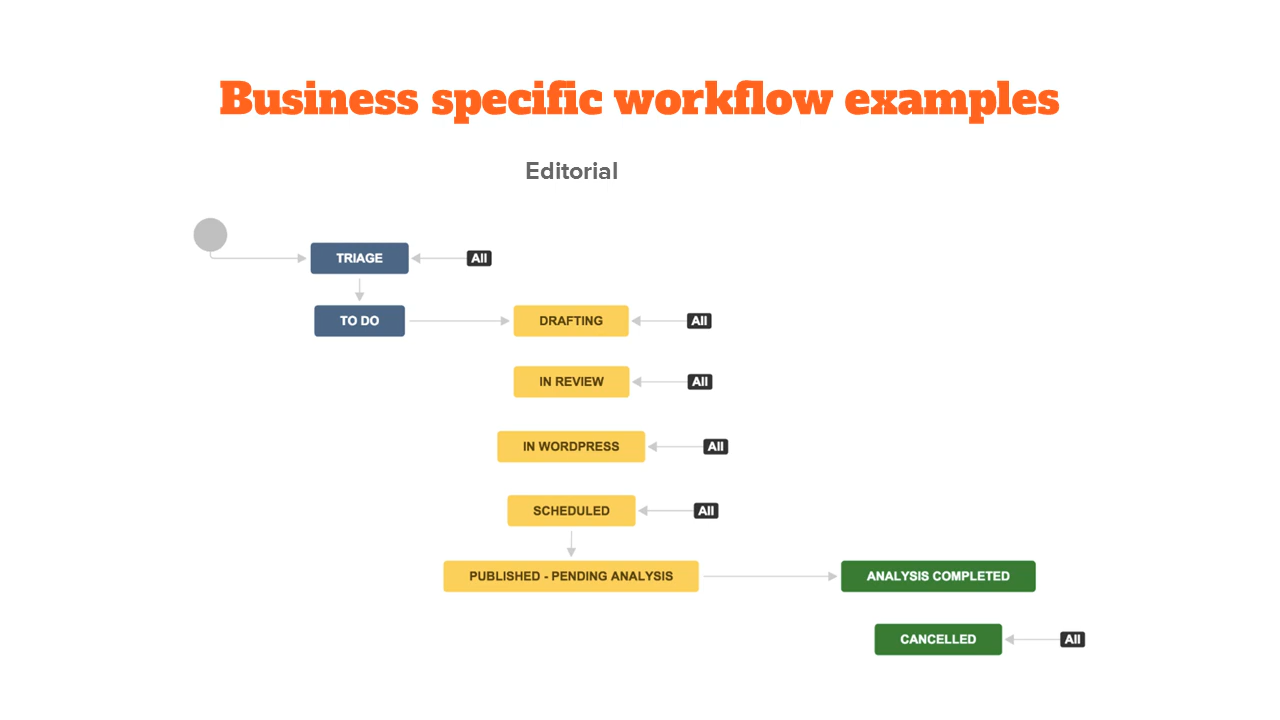 Business specific workflow examples
Editorial
TRIAGE
All
TO DO
DRAFTING
All
IN REVIEW
All
IN WORDPRESS
All
SCHEDULED
All
PUBLISHED - PENDING ANALYSIS
ANALYSIS COMPLETED
CANCELLED
All